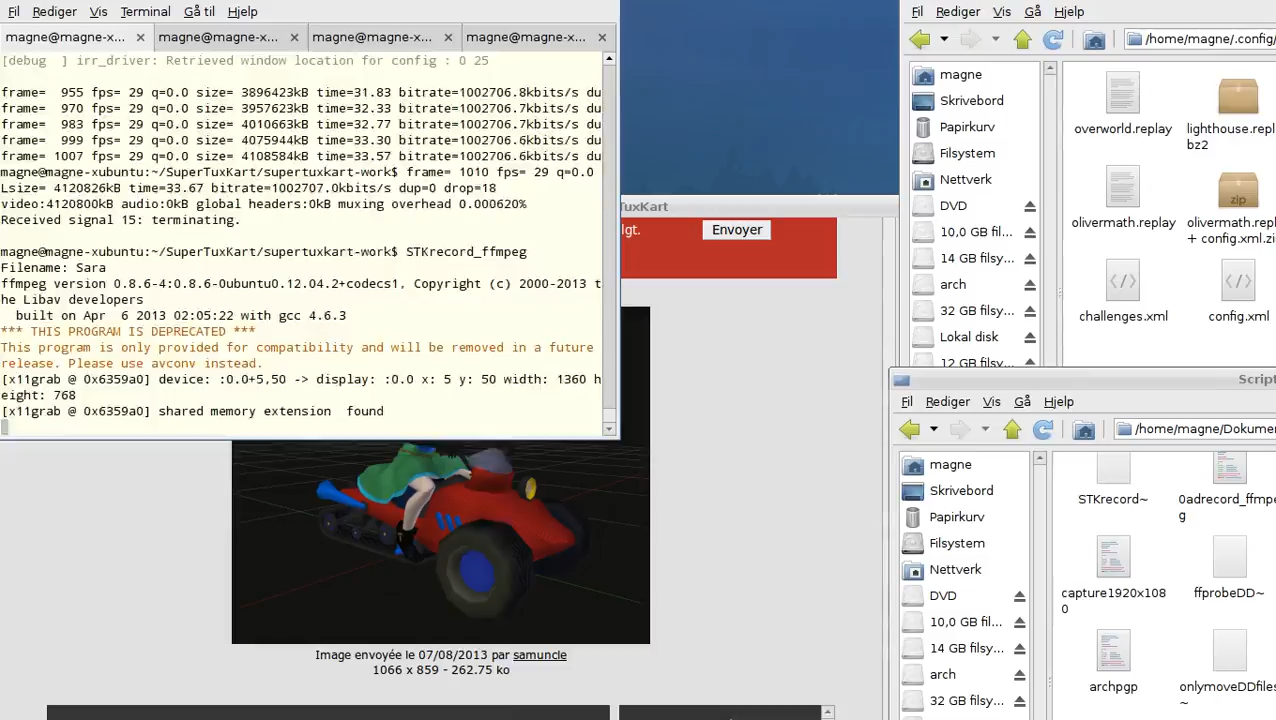 Fil Rediger Vis Terminal Gå til Hjelp
magne@magne-x... magne@magne-x... magne@magne-x... magne@magne-x...
[debug  ] irr_driver: Retrieved window location for config : 0 25
frame=  955 fps= 29 q=0.0 size= 3896423kB time=31.83 bitrate=1002706.8kbits/s du
frame=  970 fps= 29 q=0.0 size= 3957623kB time=32.33 bitrate=1002706.7kbits/s du
frame=  983 fps= 29 q=0.0 size= 4010663kB time=32.77 bitrate=1002706.7kbits/s du
frame=  999 fps= 29 q=0.0 size= 4075944kB time=33.30 bitrate=1002706.6kbits/s du
frame= 1007 fps= 29 q=0.0 size= 4108584kB time=33.57 bitrate=1002706.6kbits/s du
magne@magne-xubuntu:~/SuperTuxKart/supertuxkart-work$ frame= 1010 fps= 29 q=0.0
Lsize= 4120826kB time=33.67 bitrate=1002707.0kbits/s dup=0 drop=18
video:4120800kB audio:0kB global headers:0kB muxing overhead 0.000620%
Received signal 15: terminating.
magne@magne-xubuntu:~/SuperTuxKart/supertuxkart-work$ STKrecord_ffmpeg
Filename: Sara
ffmpeg version 0.8.6-4:0.8.6-0ubuntu0.12.04.2+codecs1, Copyright (c) 2000-2013 t
he Libav developers
built on Apr  6 2013 02:05:22 with gcc 4.6.3
*** THIS PROGRAM IS DEPRECATED ***
This program is only provided for compatibility and will be removed in a future
release. Please use avconv instead.
[x11grab @ 0x6359a0] device: :0.0+5,50 -> display: :0.0 x: 5 y: 50 width: 1360 h
eight: 768
[x11grab @ 0x6359a0] shared memory extension  found
TuxKart
lgt. Envoyer
Image envoyée le 07/08/2013 par samuncle
1066 x 859 - 262.75 ko
Fil Rediger Vis Gå Hjelp
/home/magne/.config/
magne
Skrivebord
Papirkurv
Filsystem
Nettverk
DVD
10,0 GB fil...
14 GB filsy...
arch
32 GB filsy...
Lokal disk
12 GB filsy...
overworld.replay
lighthouse.repl
bz2
olivermath.replay
olivermath.repl
+ config.xml.zi
challenges.xml
config.xml
Script
Fil Rediger Vis Gå Hjelp
/home/magne/Dokumen
magne
Skrivebord
Papirkurv
Filsystem
Nettverk
DVD
10,0 GB fil...
14 GB filsy...
arch
32 GB filsy...
STKrecord~
0adrecord_ffmpe
g
capture1920x108
0
ffprobeDD~
archpgp
onlymoveDDfiles
~